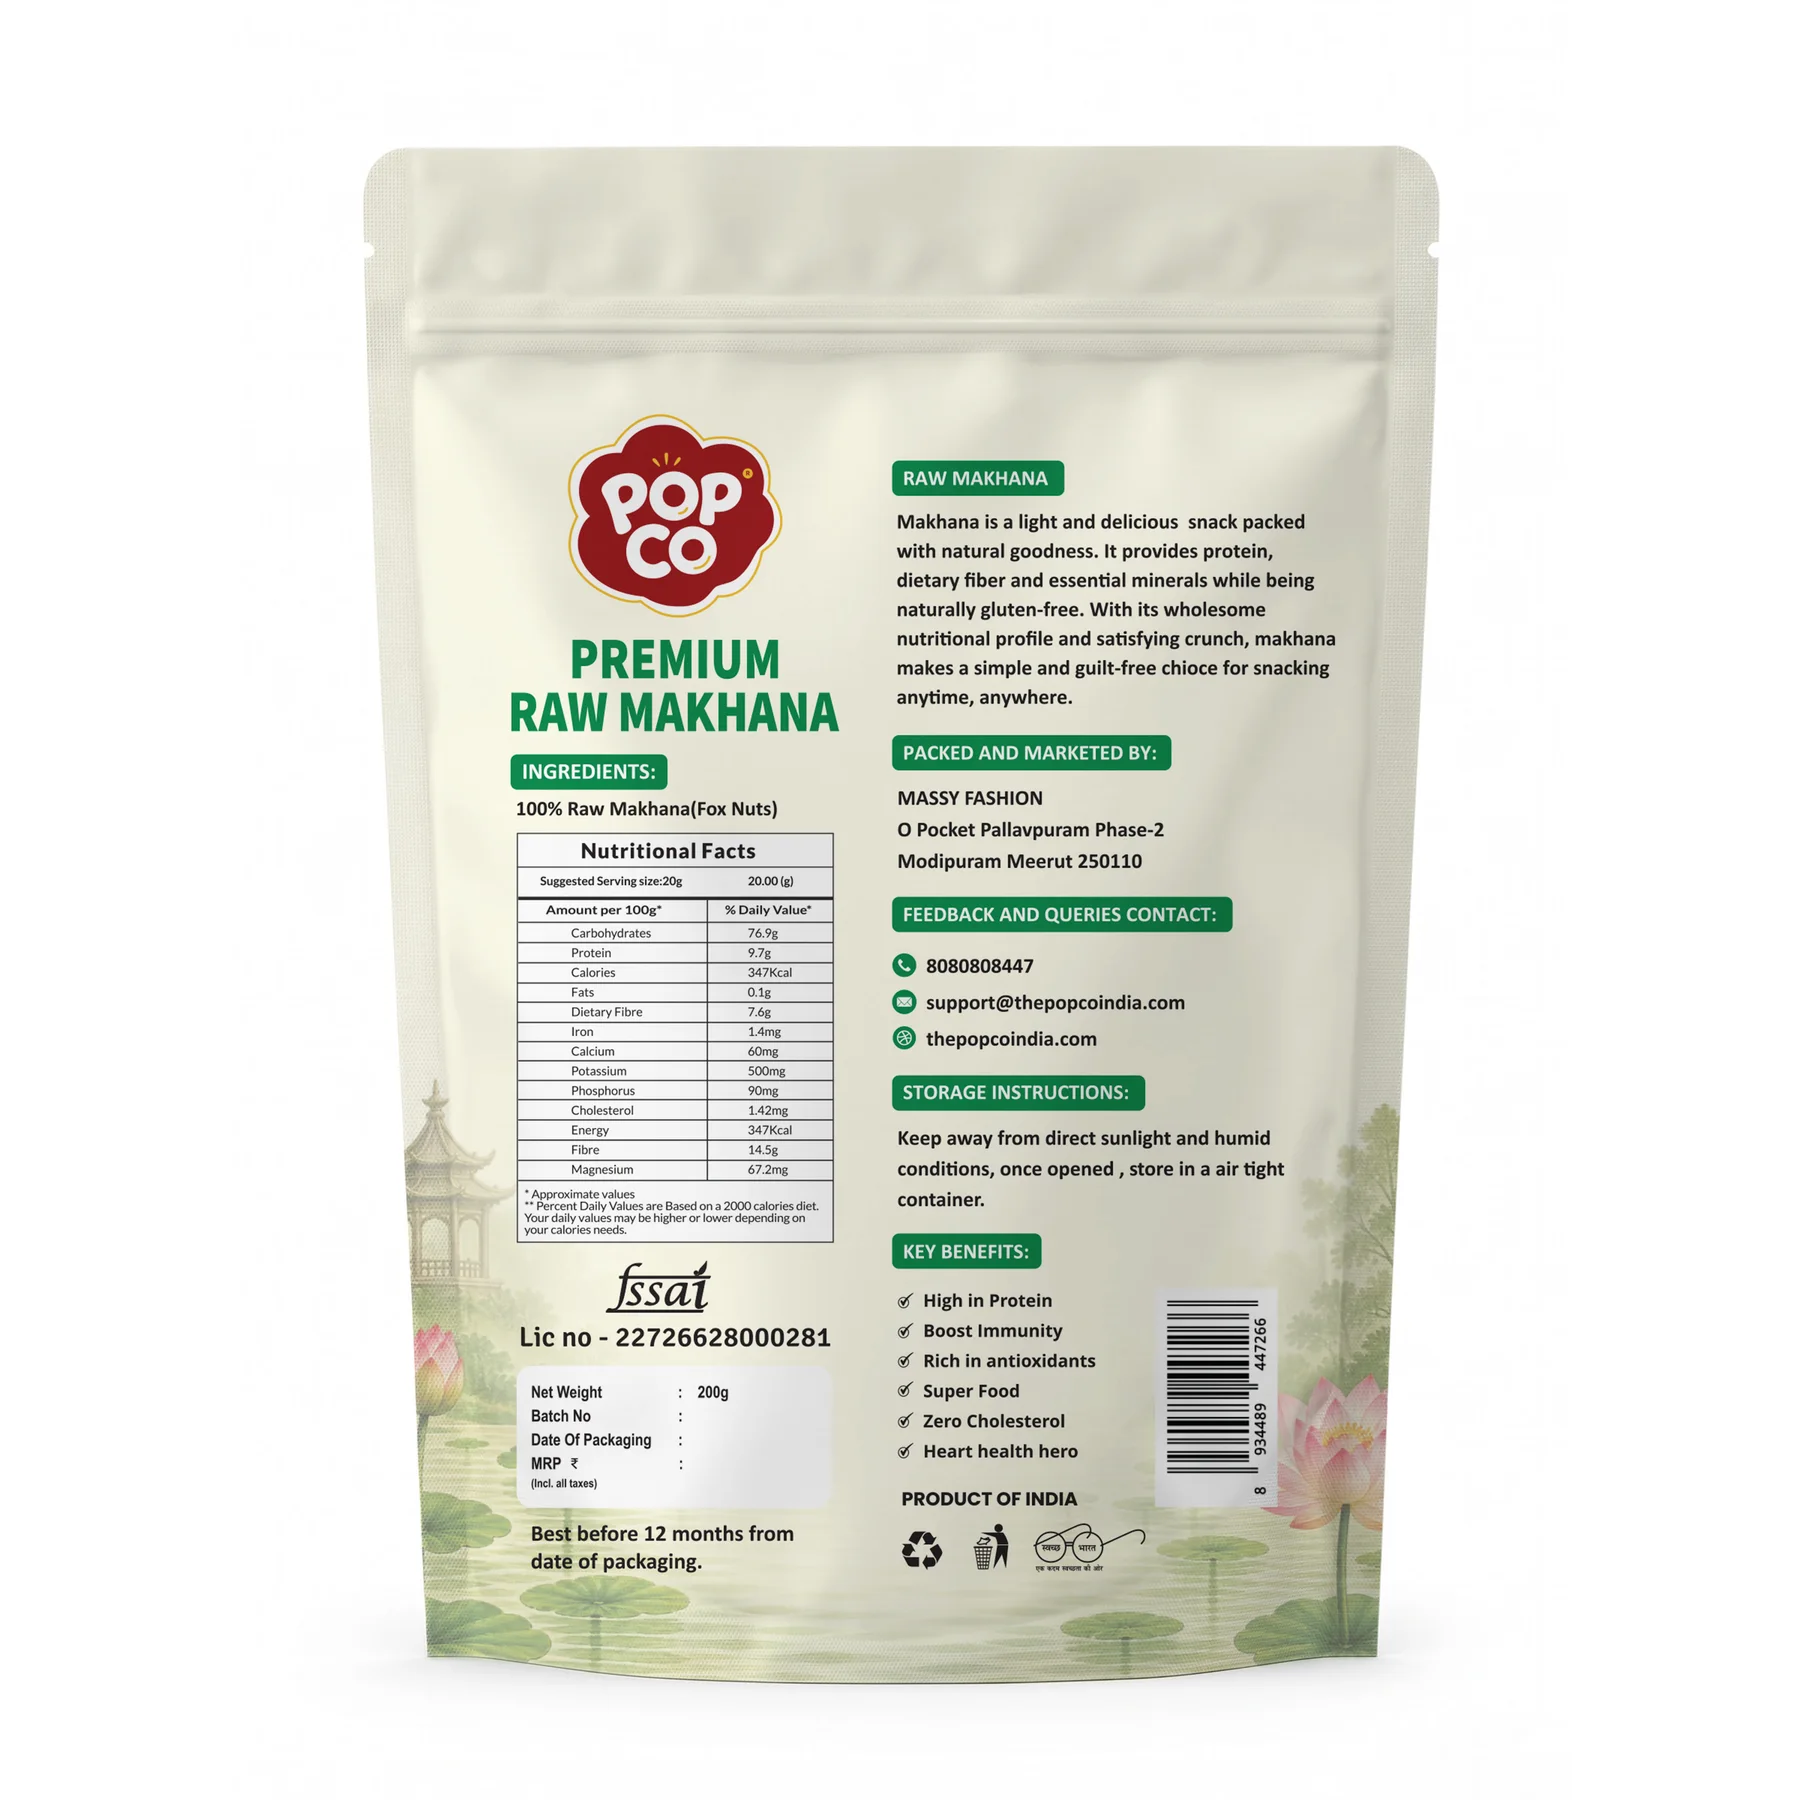 POP
CO
®
PREMIUM
RAW MAKHANA
INGREDIENTS:
100% Raw Makhana(Fox Nuts)
Nutritional Facts
Suggested Serving size:20g 20.00 (g)
Amount per 100g* % Daily Value*
Carbohydrates 76.9g
Protein 9.7g
Calories 347Kcal
Fats 0.1g
Dietary Fibre 7.6g
Iron 1.4mg
Calcium 60mg
Potassium 500mg
Phosphorus 90mg
Cholesterol 1.42mg
Energy 347Kcal
Fibre 14.5g
Magnesium 67.2mg
* Approximate values
** Percent Daily Values are Based on a 2000 calories diet.
Your daily values may be higher or lower depending on
your calories needs.
fssai
Lic no - 22726628000281
Net Weight : 200g
Batch No :
Date Of Packaging :
MRP ₹ :
(Incl. all taxes)
Best before 12 months from
date of packaging.
RAW MAKHANA
Makhana is a light and delicious snack packed
with natural goodness. It provides protein,
dietary fiber and essential minerals while being
naturally gluten-free. With its wholesome
nutritional profile and satisfying crunch, makhana
makes a simple and guilt-free chioce for snacking
anytime, anywhere.
PACKED AND MARKETED BY:
MASSY FASHION
O Pocket Pallavpuram Phase-2
Modipuram Meerut 250110
FEEDBACK AND QUERIES CONTACT:
8080808447
support@thepopcoindia.com
thepopcoindia.com
STORAGE INSTRUCTIONS:
Keep away from direct sunlight and humid
conditions, once opened , store in a air tight
container.
KEY BENEFITS:
High in Protein
Boost Immunity
Rich in antioxidants
Super Food
Zero Cholesterol
Heart health hero
8 934489 447266
PRODUCT OF INDIA
स्वच्छ भारत
एक कदम स्वच्छता की ओर